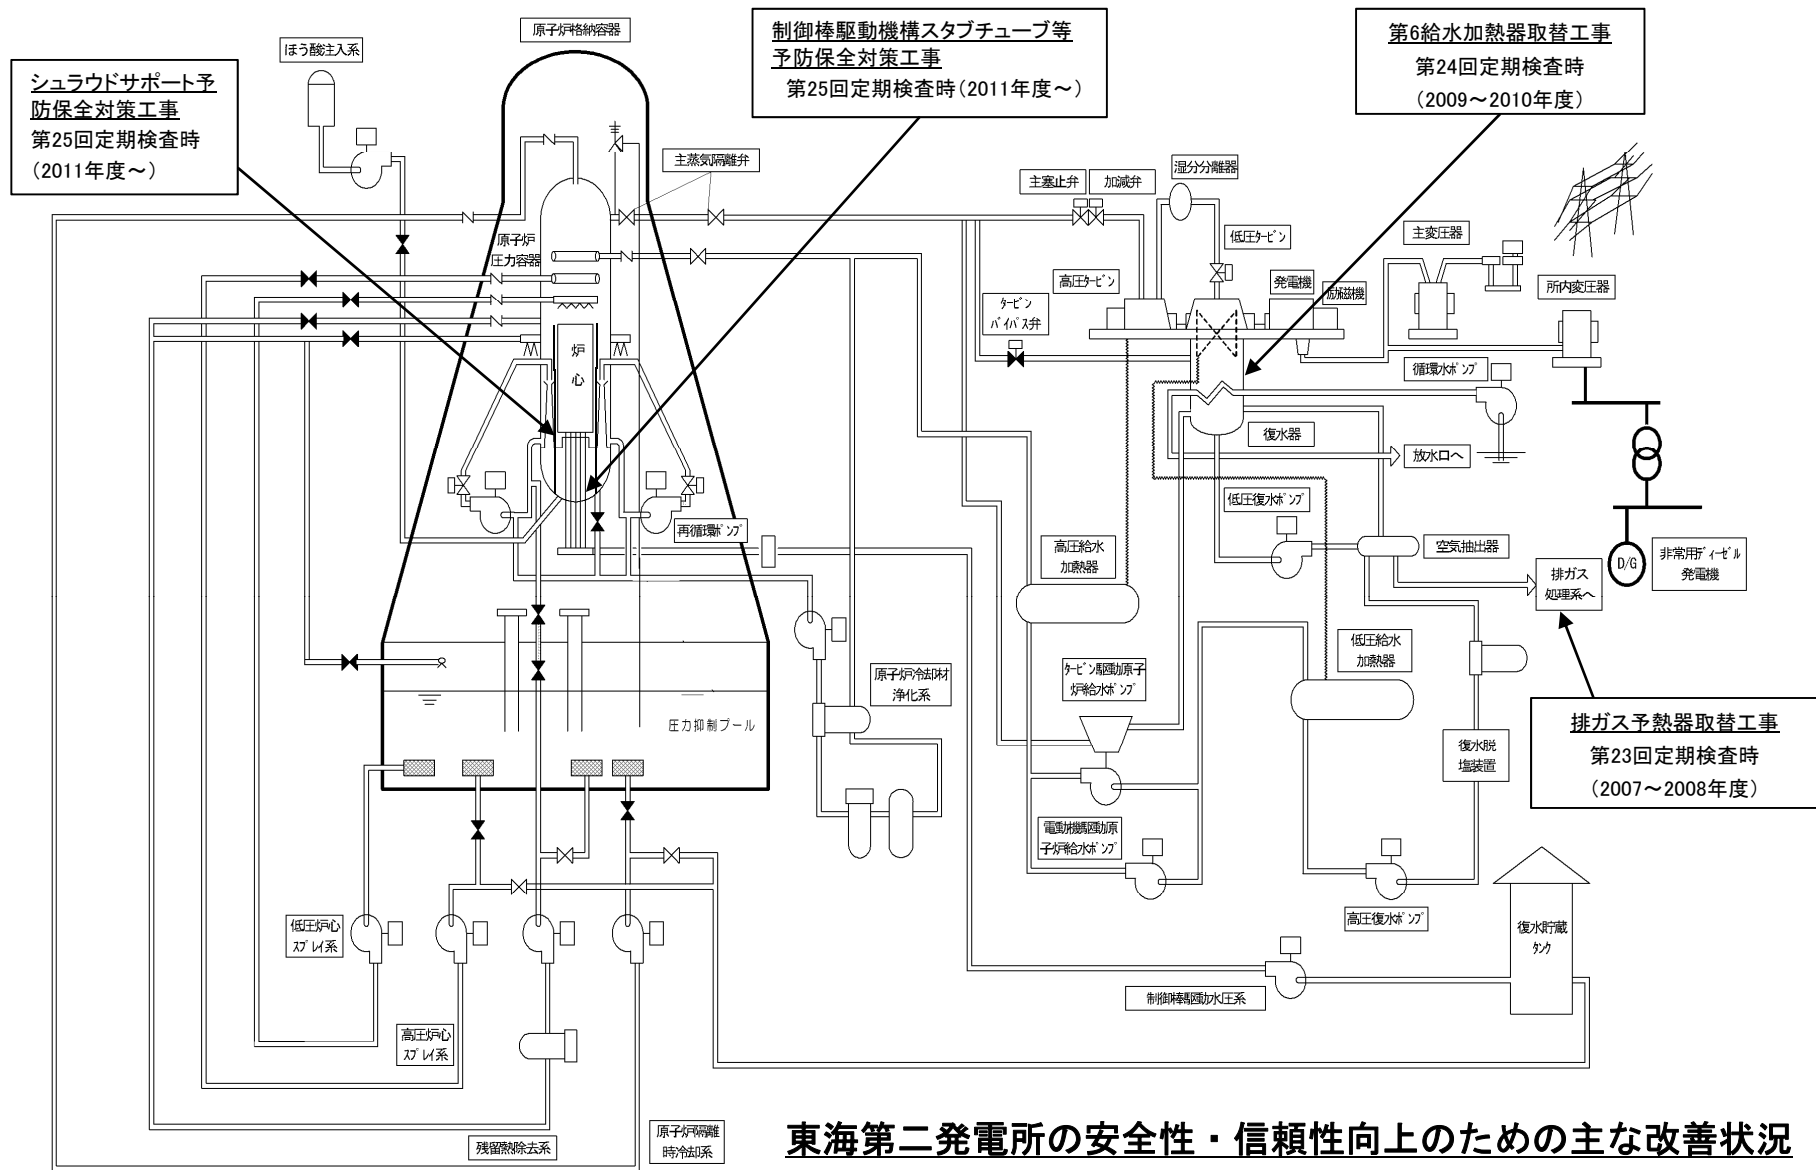 原子炉格納容器
ほう酸注入系
シュラウドサポート予
防保全対策工事
第25回定期検査時
(2011年度～)
制御棒駆動機構スタブチューブ等
予防保全対策工事
第25回定期検査時(2011年度～)
第6給水加熱器取替工事
第24回定期検査時
(2009～2010年度)
主蒸気隔離弁
主塞止弁
加減弁
湿分分離器
低圧タービン
主変圧器
原子炉
圧力容器
高圧タービン
発電機
励磁機
所内変圧器
タービン
バイパス弁
炉
心
循環水ポンプ
復水器
放水口へ
低圧復水ポンプ
再循環ポンプ
高圧給水
加熱器
空気抽出器
排ガス
処理系へ
D/G
非常用ディーゼル
発電機
低圧給水
加熱器
タービン駆動原子
炉給水ポンプ
原子炉冷却材
浄化系
圧力抑制プール
排ガス予熱器取替工事
第23回定期検査時
(2007～2008年度)
復水脱
塩装置
電動機駆動原
子炉給水ポンプ
高圧復水ポンプ
復水貯蔵
タンク
低圧炉心
スプレイ系
制御棒駆動水圧系
高圧炉心
スプレイ系
残留熱除去系
原子炉隔離
時冷却系
東海第二発電所の安全性・信頼性向上のための主な改善状況